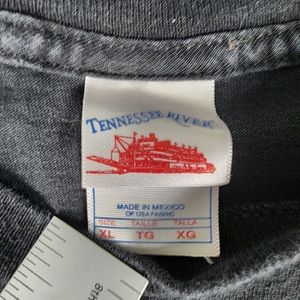 TENNESSEE RIVER
MADE IN MEXICO
OF USA FABRIC
SIZE TAILLE TALLA
XL TG XG